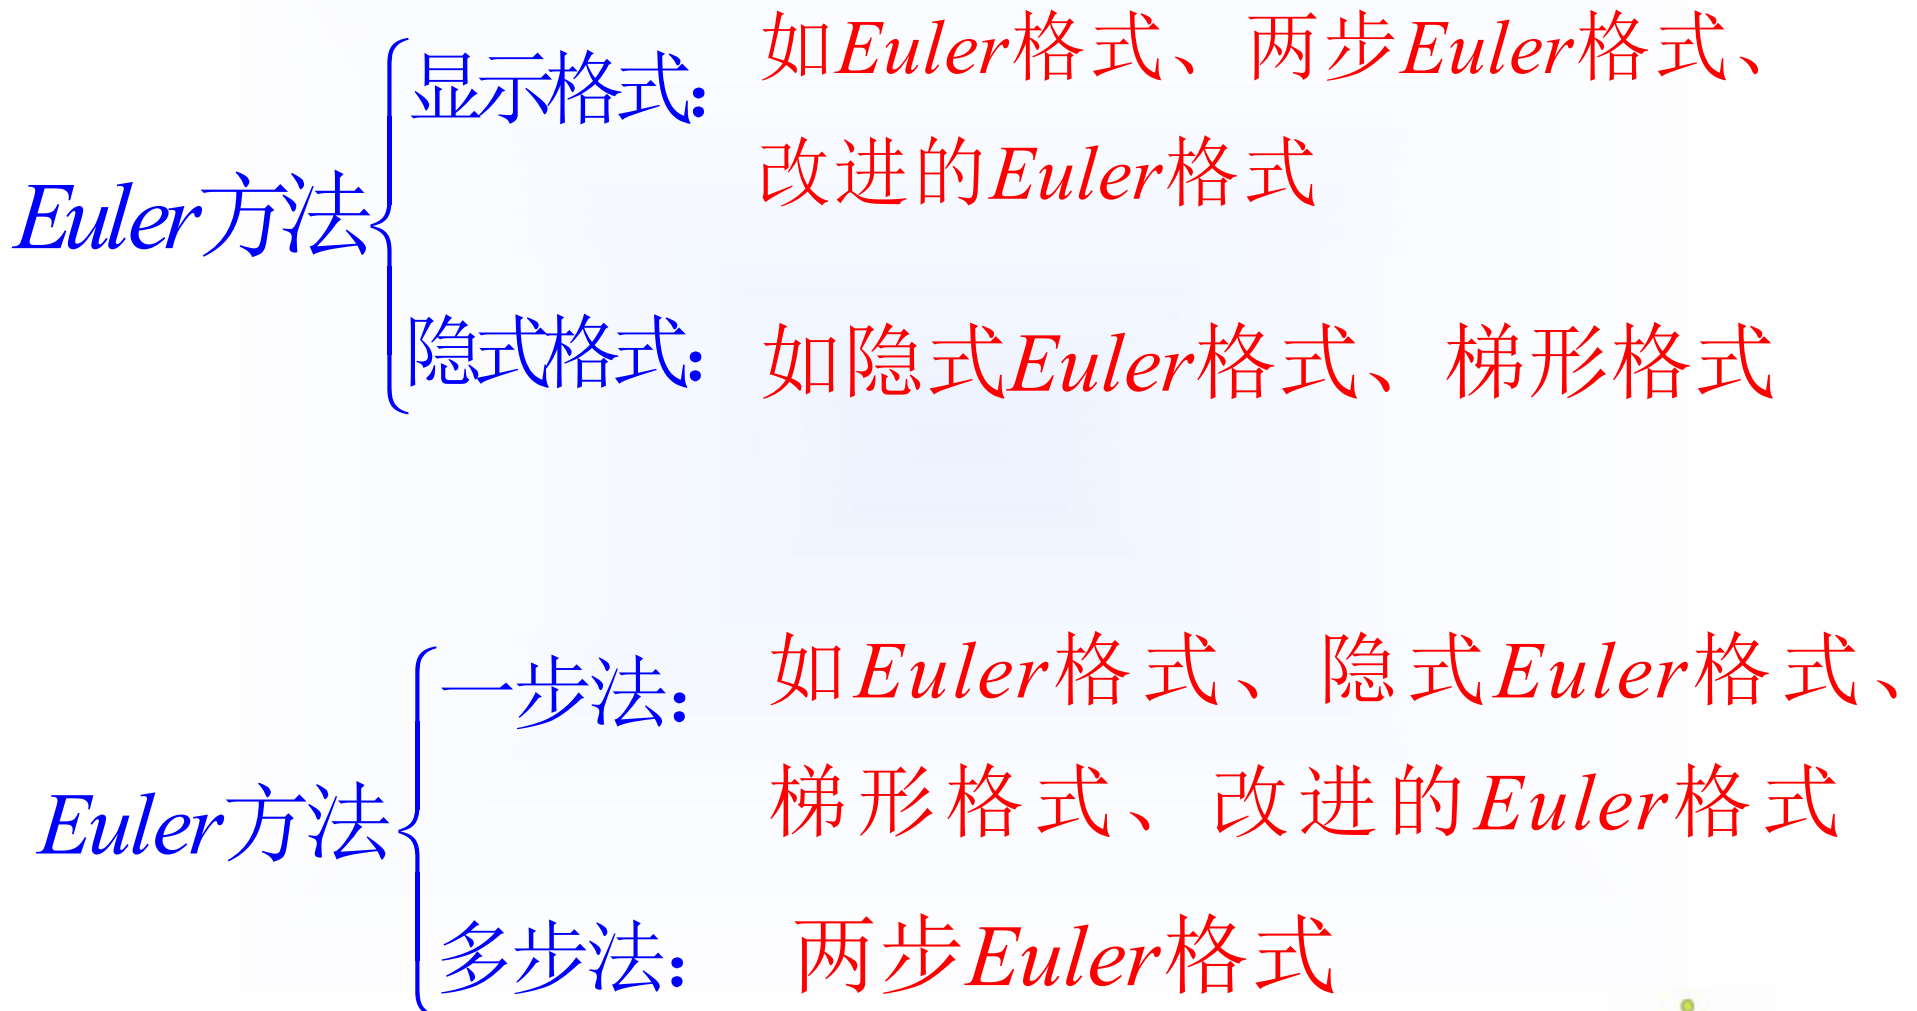 如Euler格式、两步Euler格式、
显示格式：
改进的Euler格式
Euler方法
隐式格式：如隐式Euler格式、梯形格式
一步法：如Euler格式、隐式Euler格式、
梯形格式、改进的Euler格式
Euler方法
多步法：两步Euler格式